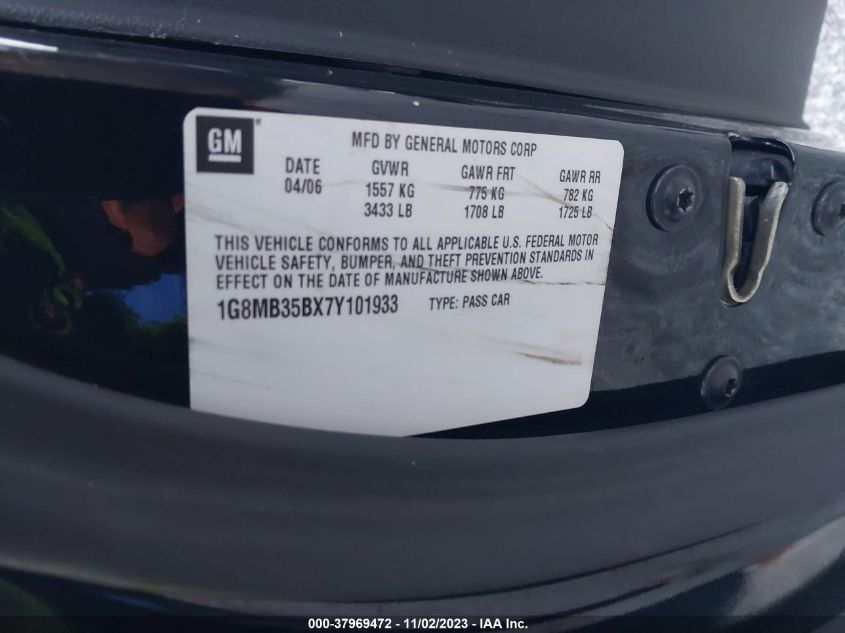 GM®
MFD BY GENERAL MOTORS CORP
DATE GVWR GAWR FRT GAWR RR
04/06 1557 KG 775 KG 782 KG
3433 LB 1708 LB 1725 LB
THIS VEHICLE CONFORMS TO ALL APPLICABLE U.S. FEDERAL MOTOR
VEHICLE SAFETY, BUMPER, AND THEFT PREVENTION STANDARDS IN
EFFECT ON THE DATE OF MANUFACTURE SHOWN ABOVE.
1G8MB35BX7Y101933 TYPE: PASS CAR
000-37969472 - 11/02/2023 - IAA Inc.